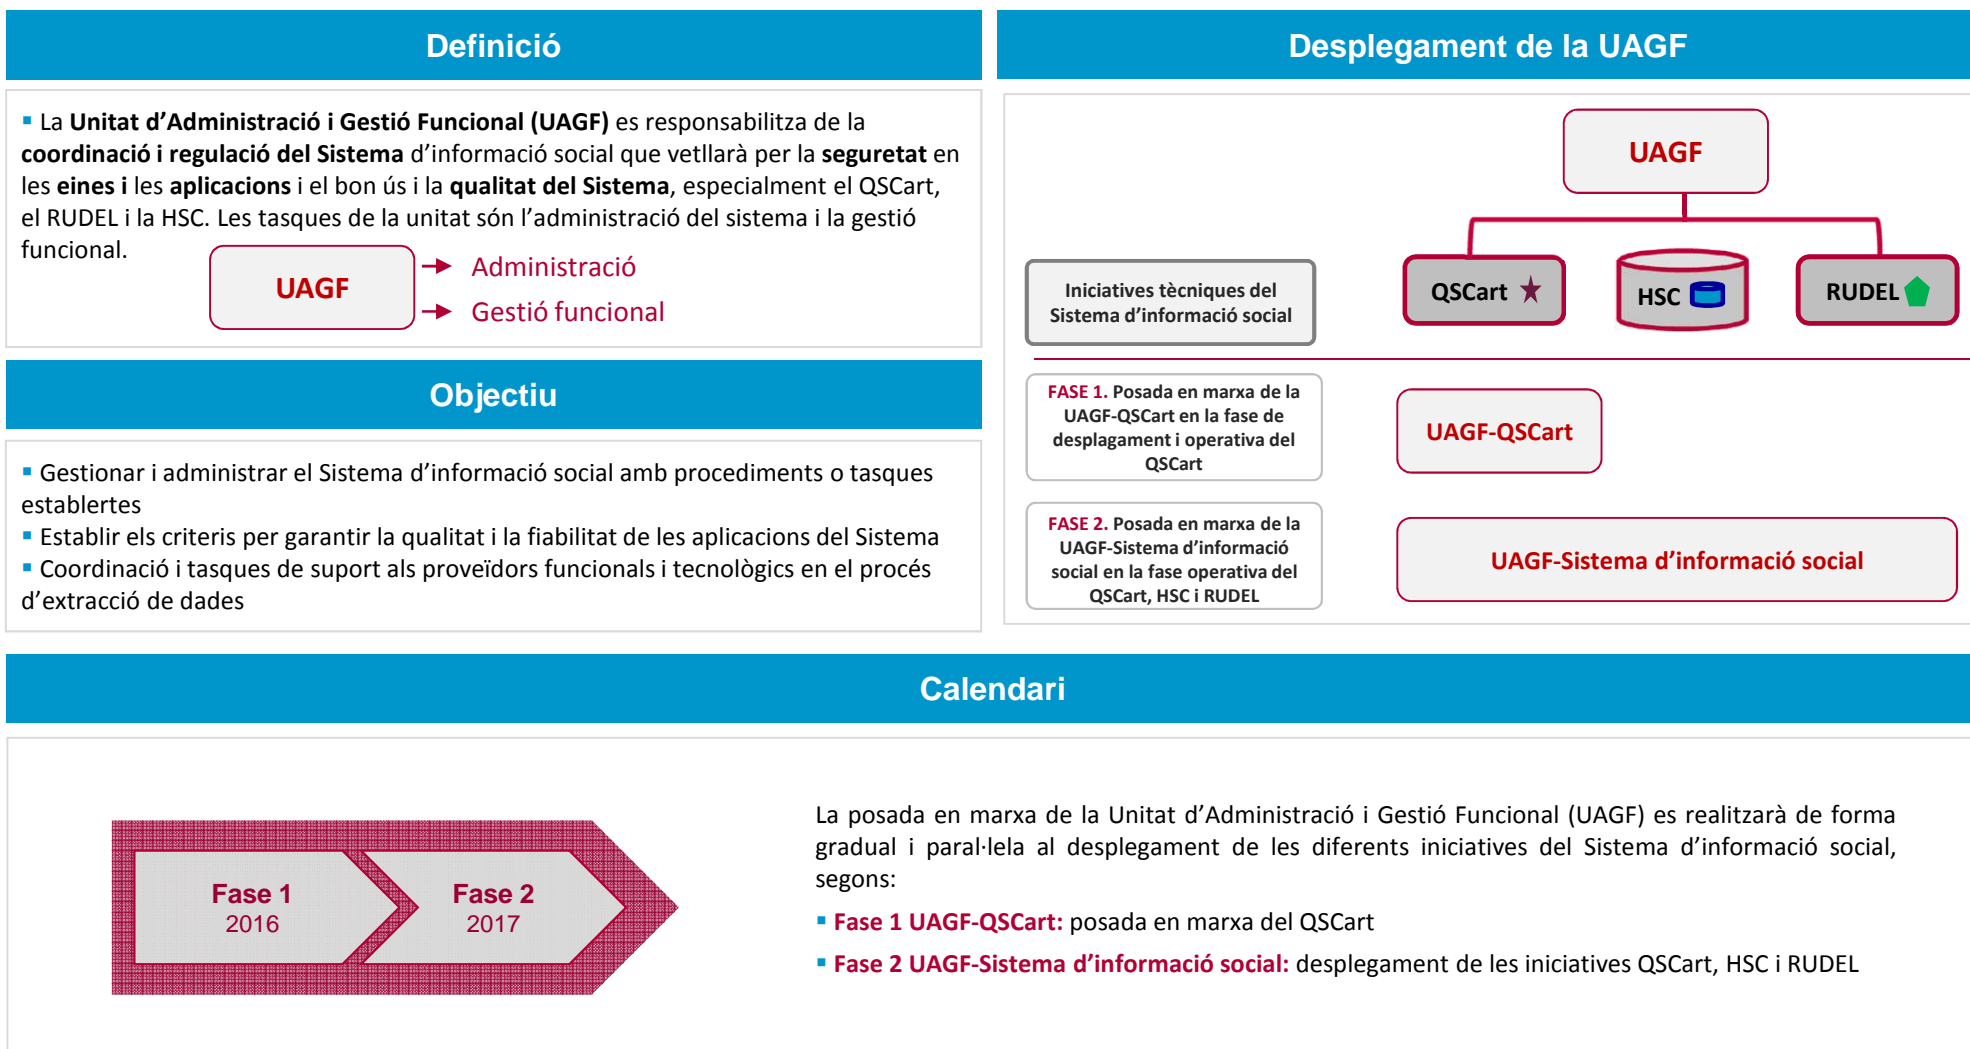 Definició
▪ La Unitat d’Administració i Gestió Funcional (UAGF) es responsabilitza de la
coordinació i regulació del Sistema d’informació social que vetllarà per la seguretat en
les eines i les aplicacions i el bon ús i la qualitat del Sistema, especialment el QSCart,
el RUDEL i la HSC. Les tasques de la unitat són l’administració del sistema i la gestió
funcional.
UAGF
Administració
Gestió funcional
Objectiu
▪ Gestionar i administrar el Sistema d’informació social amb procediments o tasques
establertes
▪ Establir els criteris per garantir la qualitat i la fiabilitat de les aplicacions del Sistema
▪ Coordinació i tasques de suport als proveïdors funcionals i tecnològics en el procés
d’extracció de dades
Desplegament de la UAGF
UAGF
Iniciatives tècniques del
Sistema d’informació social
QSCart
HSC
RUDEL
FASE 1. Posada en marxa de la
UAGF-QSCart en la fase de
desplagament i operativa del
QSCart
UAGF-QSCart
FASE 2. Posada en marxa de la
UAGF-Sistema d’informació
social en la fase operativa del
QSCart, HSC i RUDEL
UAGF-Sistema d’informació social
Calendari
Fase 1
2016
Fase 2
2017
La posada en marxa de la Unitat d’Administració i Gestió Funcional (UAGF) es realitzarà de forma
gradual i paral·lela al desplegament de les diferents iniciatives del Sistema d’informació social,
segons:
▪ Fase 1 UAGF-QSCart: posada en marxa del QSCart
▪ Fase 2 UAGF-Sistema d’informació social: desplegament de les iniciatives QSCart, HSC i RUDEL